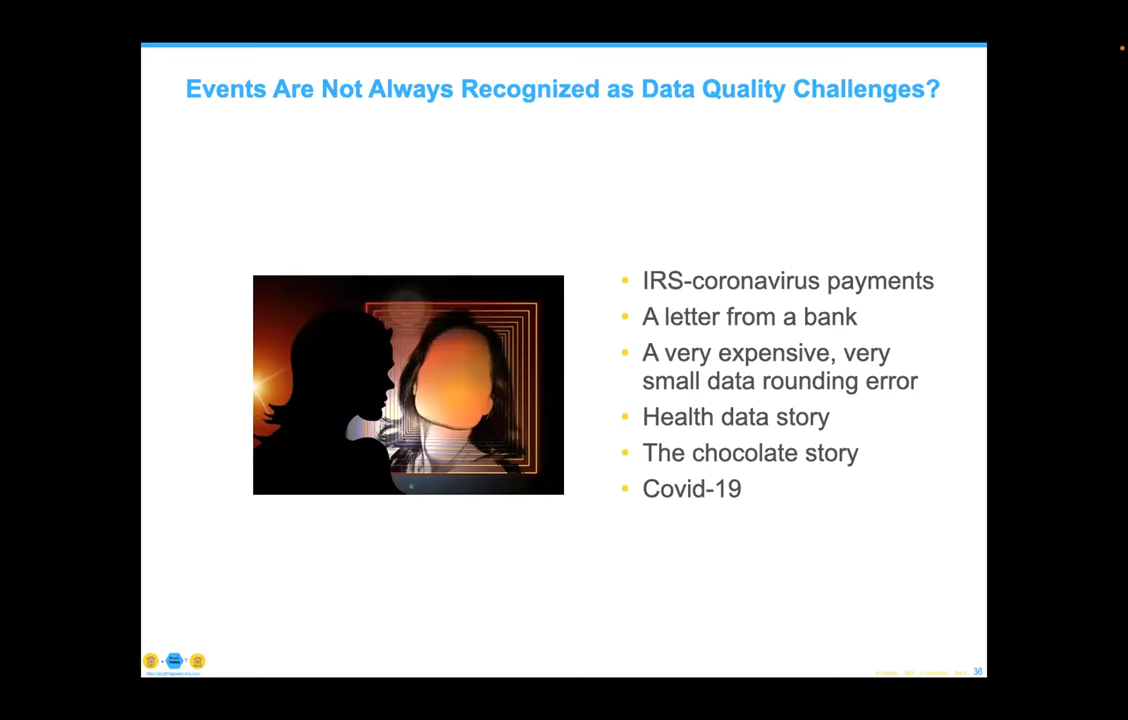 Events Are Not Always Recognized as Data Quality Challenges?
• IRS-coronavirus payments
• A letter from a bank
• A very expensive, very
small data rounding error
• Health data story
• The chocolate story
• Covid-19
36